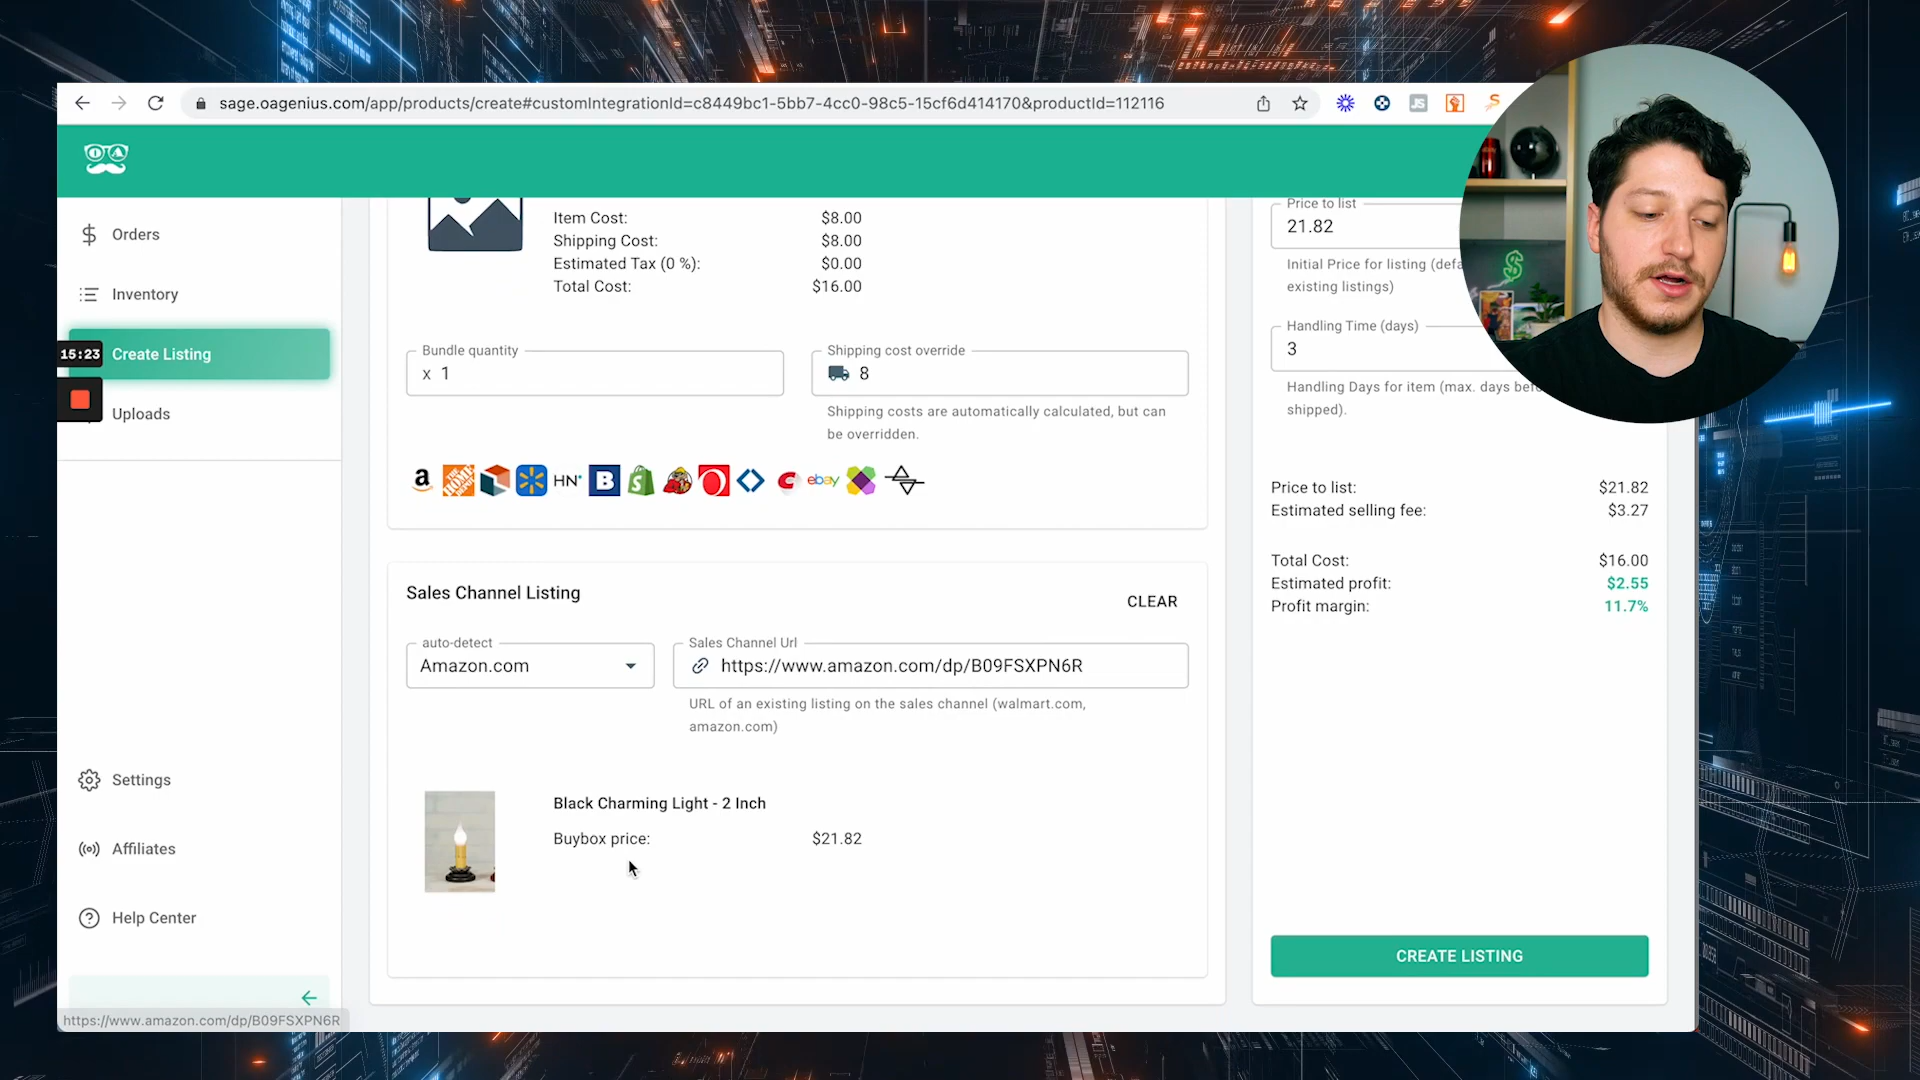 sage.oagenius.com/app/products/create#customIntegrationId=c8449bc1-5bb7-4cc0-98c5-15cf6d414170&productId=112116
JS
S
Orders
Inventory
15:23
Create Listing
Uploads
Settings
Affiliates
Help Center
https://www.amazon.com/dp/B09FSXPN6R
Item Cost: $8.00
Shipping Cost: $8.00
Estimated Tax (0 %): $0.00
Total Cost: $16.00
Bundle quantity
x 1
Shipping cost override
8
Shipping costs are automatically calculated, but can
be overridden.
a
HN
B
S
ebay
Sales Channel Listing
CLEAR
auto-detect
Amazon.com
Sales Channel Url
https://www.amazon.com/dp/B09FSXPN6R
URL of an existing listing on the sales channel (walmart.com,
amazon.com)
Black Charming Light - 2 Inch
Buybox price: $21.82
Price to list
21.82
Initial Price for listing (defa
existing listings)
Handling Time (days)
3
Handling Days for item (max. days befo
shipped).
Price to list: $21.82
Estimated selling fee: $3.27
Total Cost: $16.00
Estimated profit: $2.55
Profit margin: 11.7%
CREATE LISTING